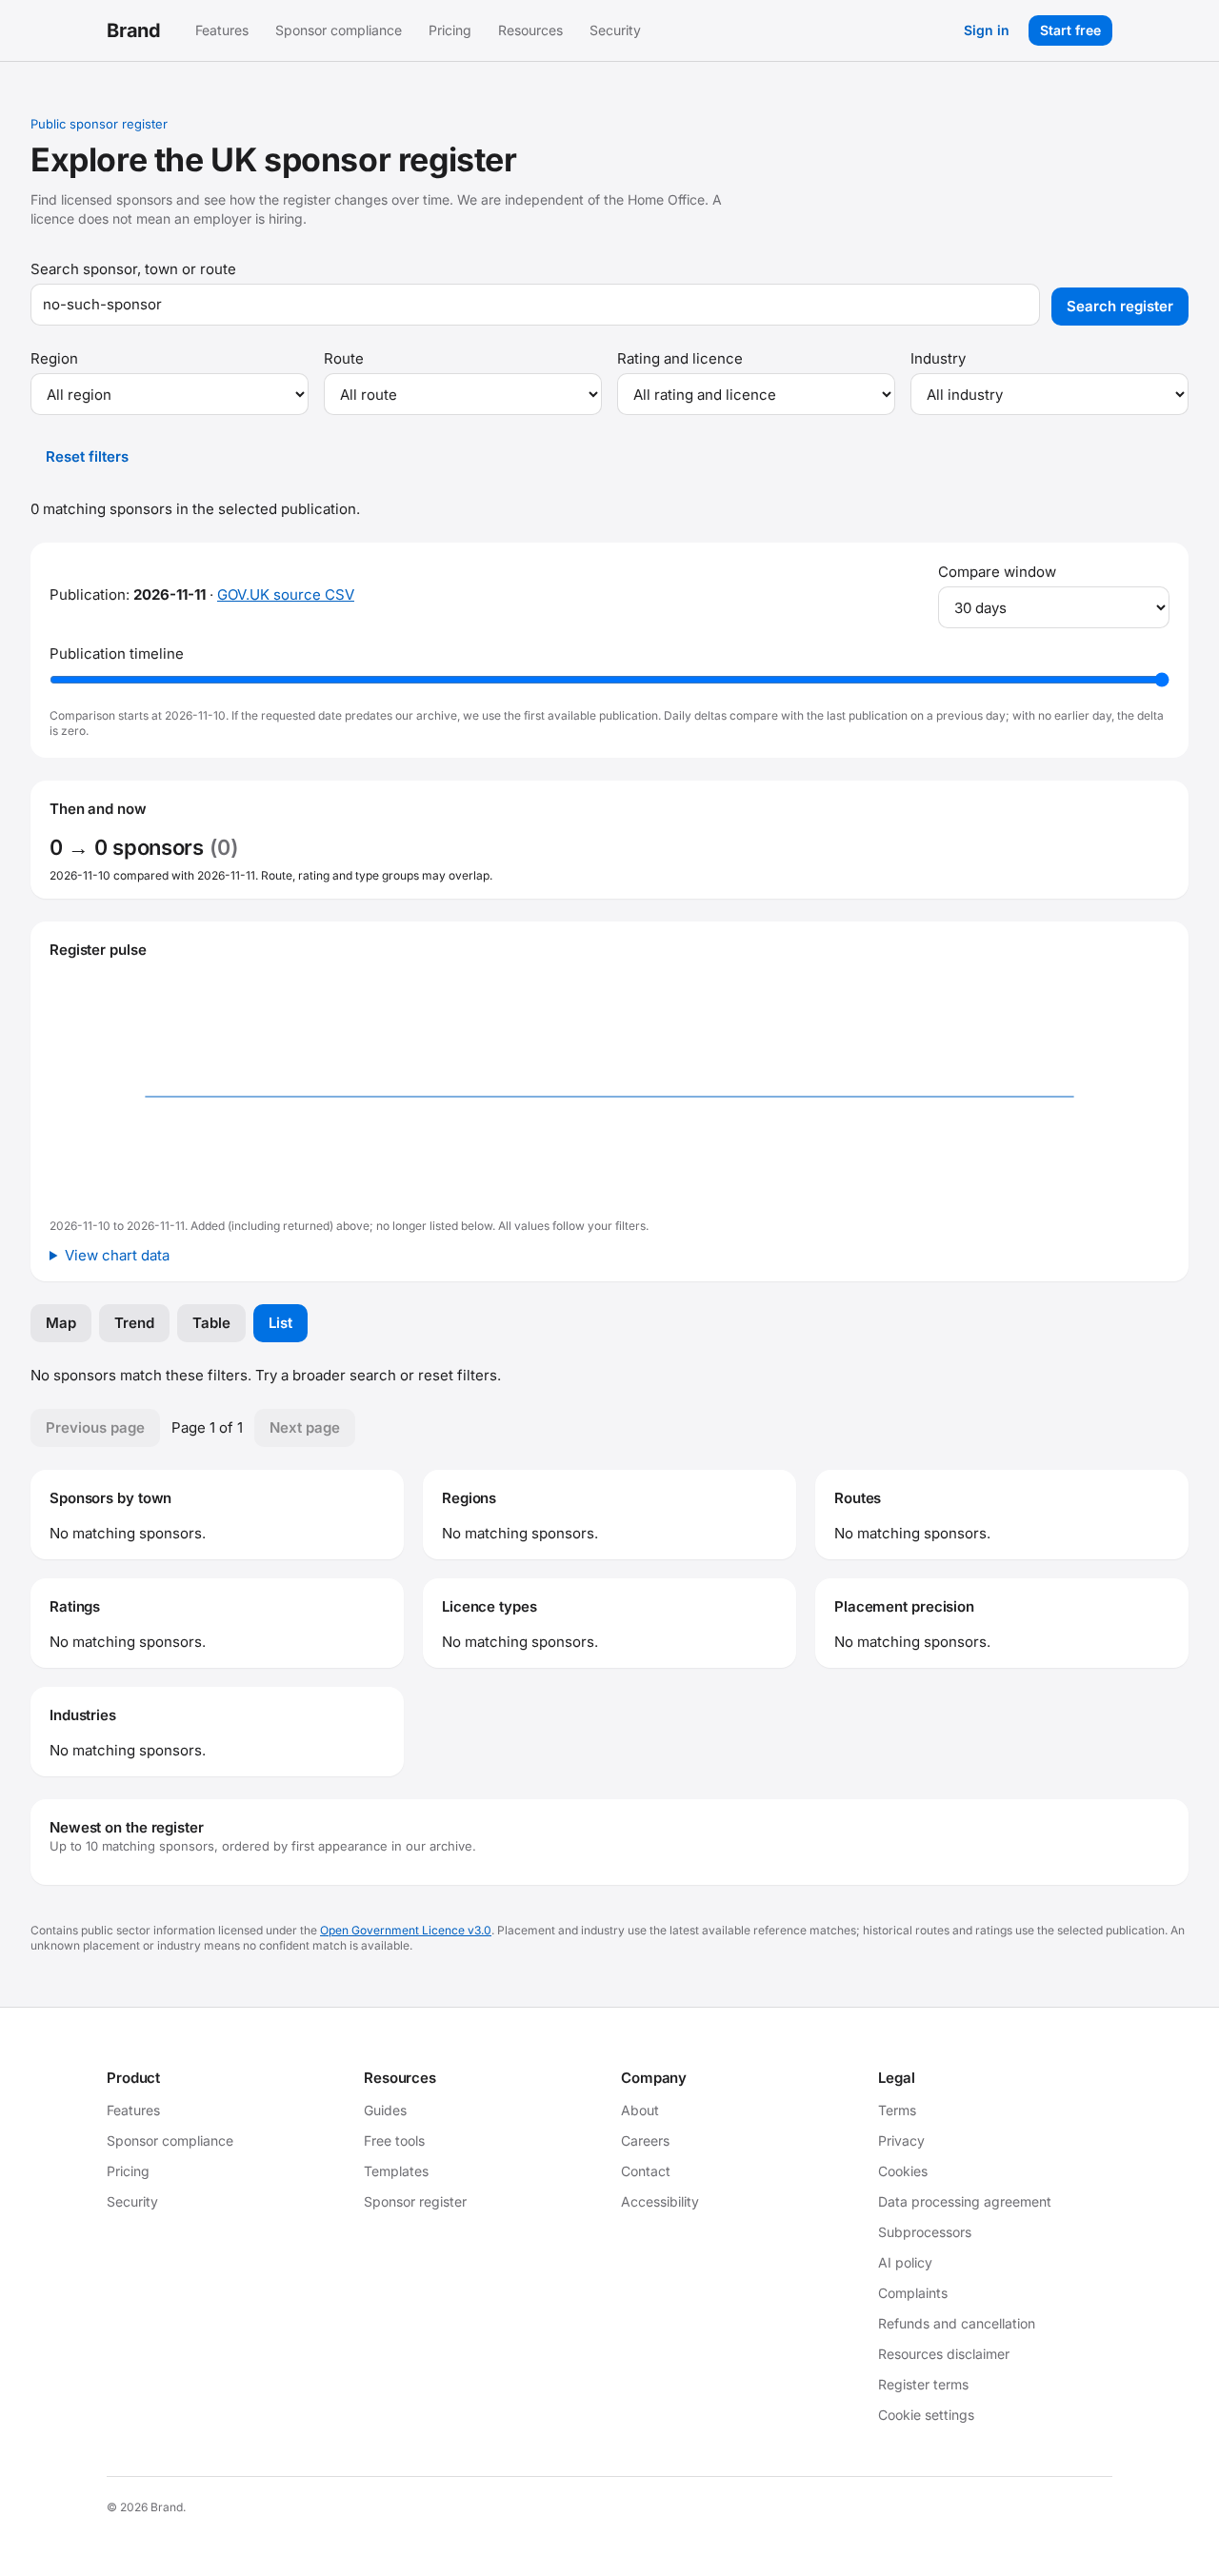 Brand Features Sponsor compliance Pricing Resources Security Sign in Start free
Public sponsor register
Explore the UK sponsor register
Find licensed sponsors and see how the register changes over time. We are independent of the Home Office. A
licence does not mean an employer is hiring.
Search sponsor, town or route
no-such-sponsor Search register
Region Route Rating and licence Industry
All region All route All rating and licence All industry
Reset filters
0 matching sponsors in the selected publication.
Compare window
Publication: 2026-11-11 · GOV.UK source CSV
30 days
Publication timeline
Comparison starts at 2026-11-10. If the requested date predates our archive, we use the first available publication. Daily deltas compare with the last publication on a previous day; with no earlier day, the delta
is zero.
Then and now
0 → 0 sponsors (0)
2026-11-10 compared with 2026-11-11. Route, rating and type groups may overlap.
Register pulse
2026-11-10 to 2026-11-11. Added (including returned) above; no longer listed below. All values follow your filters.
View chart data
Map Trend Table List
No sponsors match these filters. Try a broader search or reset filters.
Previous page Page 1 of 1 Next page
Sponsors by town Regions Routes
No matching sponsors. No matching sponsors. No matching sponsors.
Ratings Licence types Placement precision
No matching sponsors. No matching sponsors. No matching sponsors.
Industries
No matching sponsors.
Newest on the register
Up to 10 matching sponsors, ordered by first appearance in our archive.
Contains public sector information licensed under the Open Government Licence v3.0. Placement and industry use the latest available reference matches; historical routes and ratings use the selected publication. An
unknown placement or industry means no confident match is available.
Product Resources Company Legal
Features Guides About Terms
Sponsor compliance Free tools Careers Privacy
Pricing Templates Contact Cookies
Security Sponsor register Accessibility Data processing agreement
Subprocessors
AI policy
Complaints
Refunds and cancellation
Resources disclaimer
Register terms
Cookie settings
© 2026 Brand.